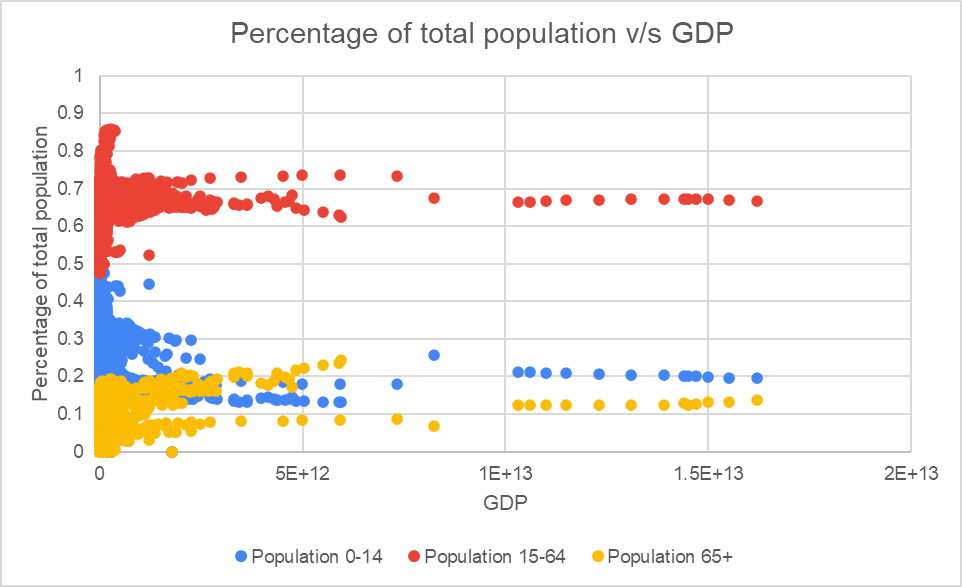 Percentage of total population v/s GDP
Percentage of total population
1
0.9
0.8
0.7
0.6
0.5
0.4
0.3
0.2
0.1
0
0 5E+12 1E+13 1.5E+13 2E+13
GDP
Population 0-14 Population 15-64 Population 65+